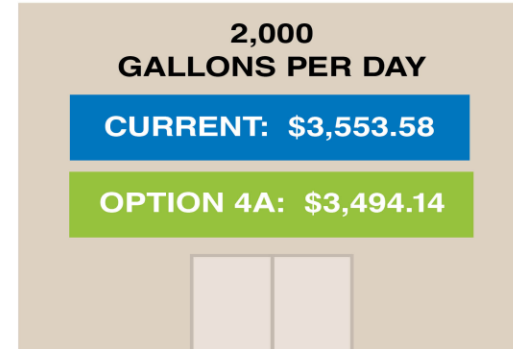 2,000
GALLONS PER DAY
CURRENT: $3,553.58
OPTION 4A: $3,494.14